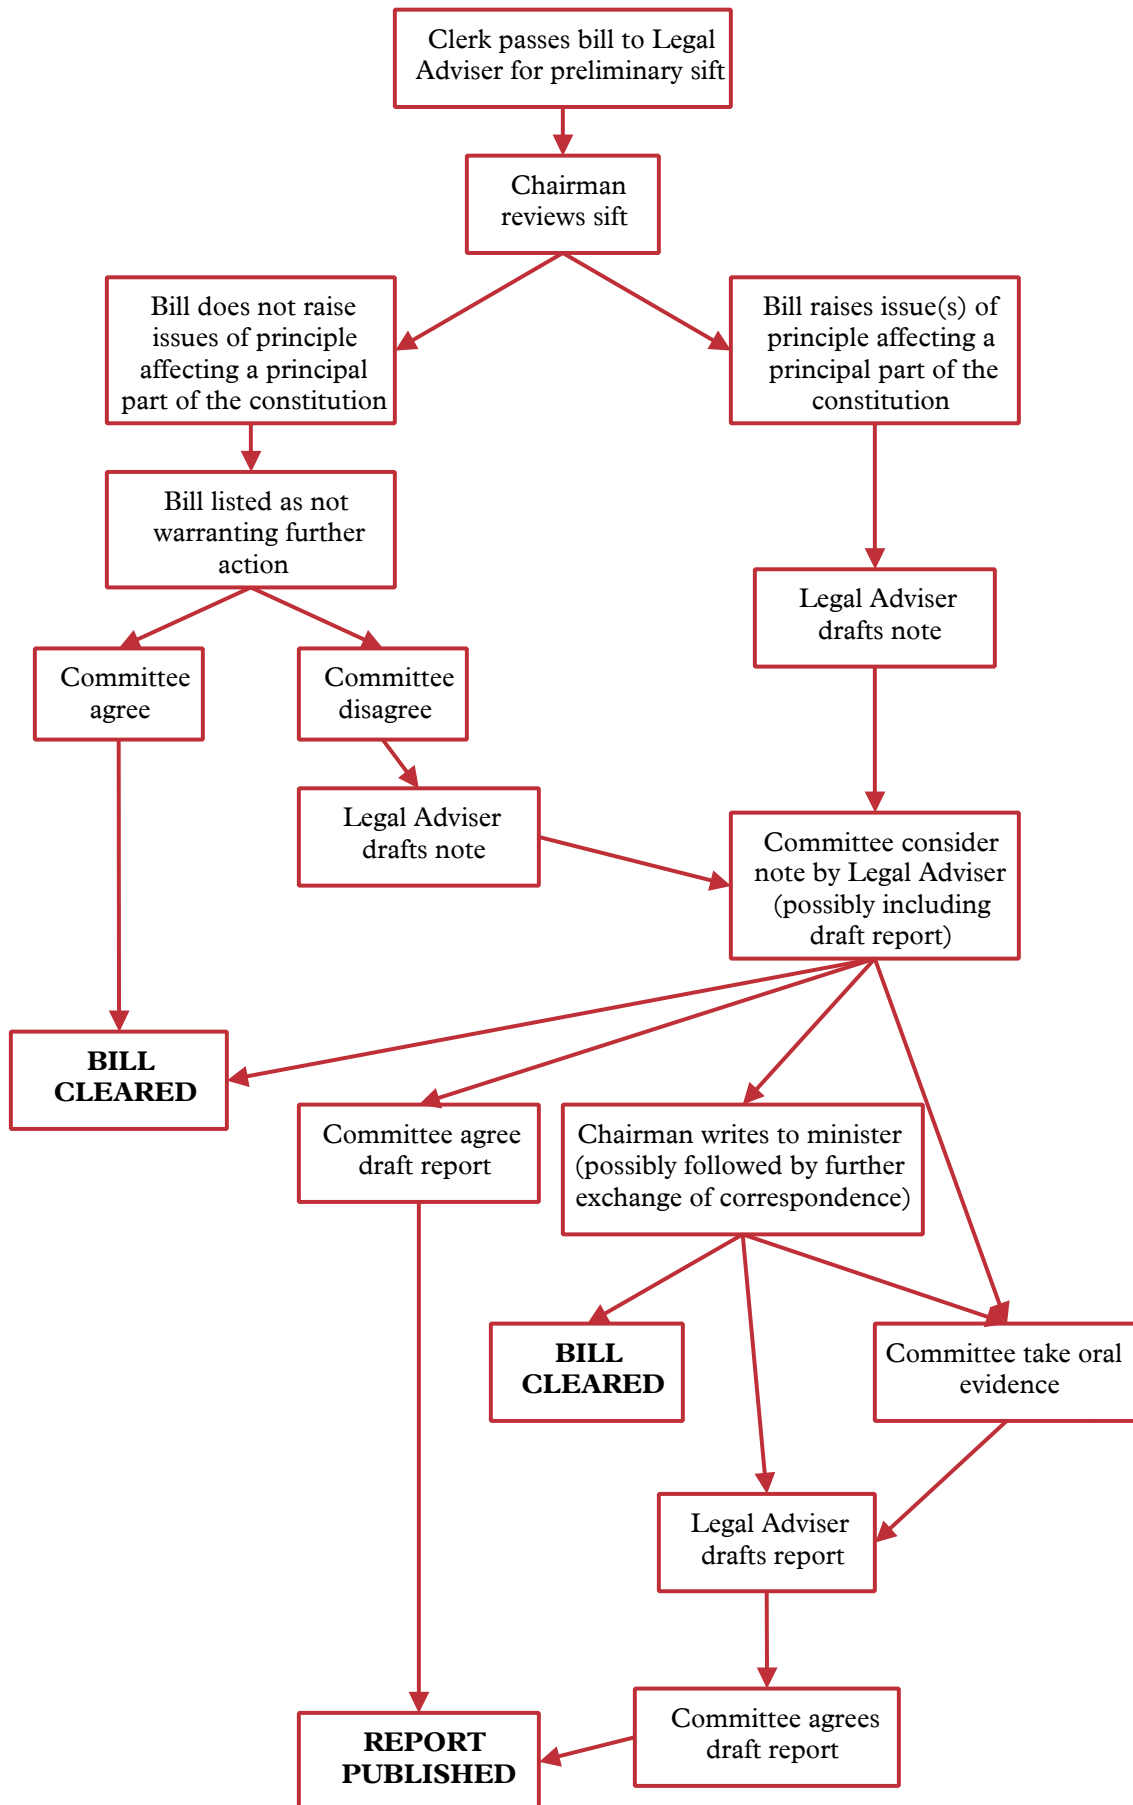 Clerk passes bill to Legal
Adviser for preliminary sift
Chairman
reviews sift
Bill does not raise
issues of principle
affecting a principal
part of the constitution
Bill raises issue(s) of
principle affecting a
principal part of the
constitution
Bill listed as not
warranting further
action
Legal Adviser
drafts note
Committee
agree
Committee
disagree
Legal Adviser
drafts note
Committee consider
note by Legal Adviser
(possibly including
draft report)
BILL
CLEARED
Committee agree
draft report
Chairman writes to minister
(possibly followed by further
exchange of correspondence)
BILL
CLEARED
Committee take oral
evidence
Legal Adviser
drafts report
Committee agrees
draft report
REPORT
PUBLISHED